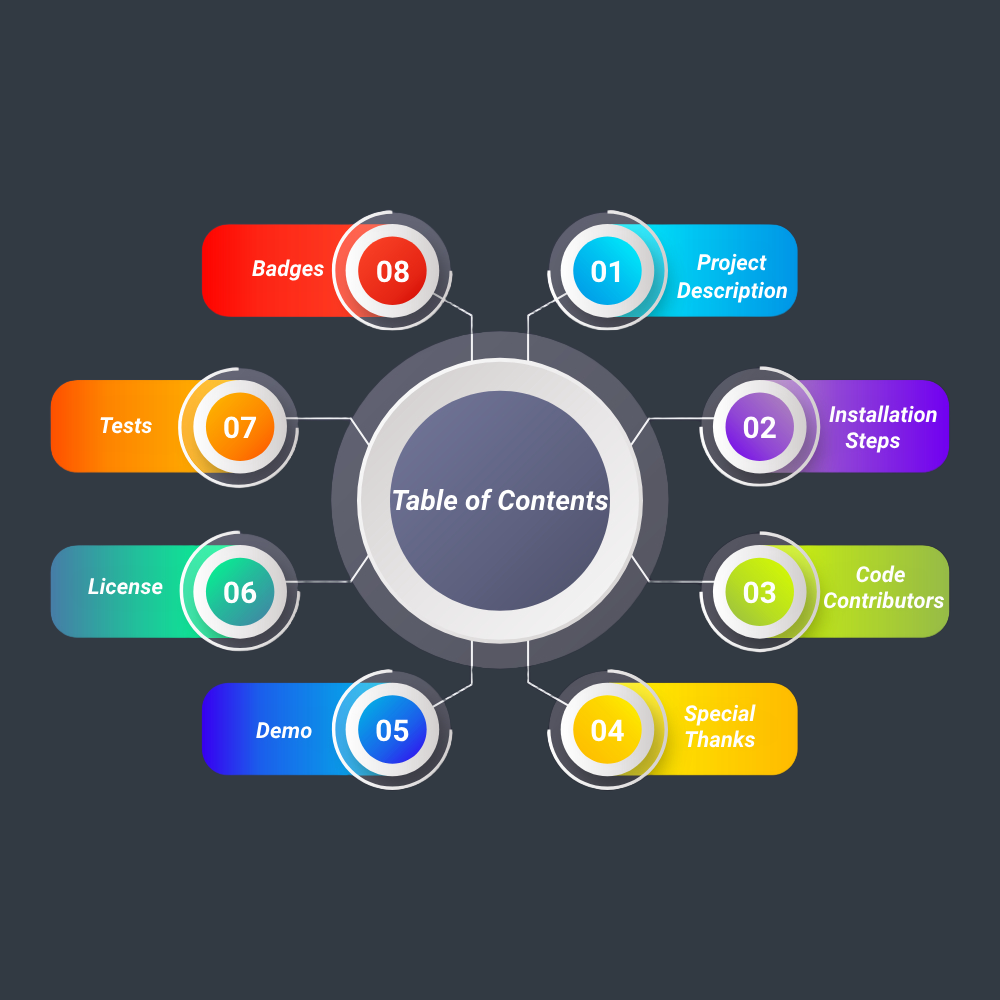 Table of Contents
01
Project
Description
02
Installation
Steps
03
Code
Contributors
04
Special
Thanks
05
Demo
06
License
07
Tests
08
Badges